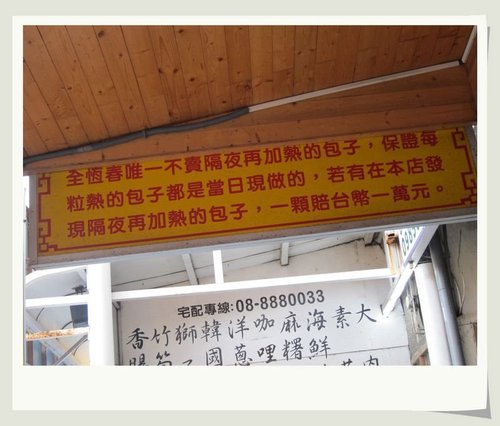 全恆春唯一不賣隔夜再加熱的包子，保證每
粒熱的包子都是當日現做的，若有在本店發
現隔夜再加熱的包子，一顆賠台幣一萬元。
宅配專線:08-8880033
香竹獅韓洋咖麻海素大
腸筍 國蔥哩糬鮮
肉